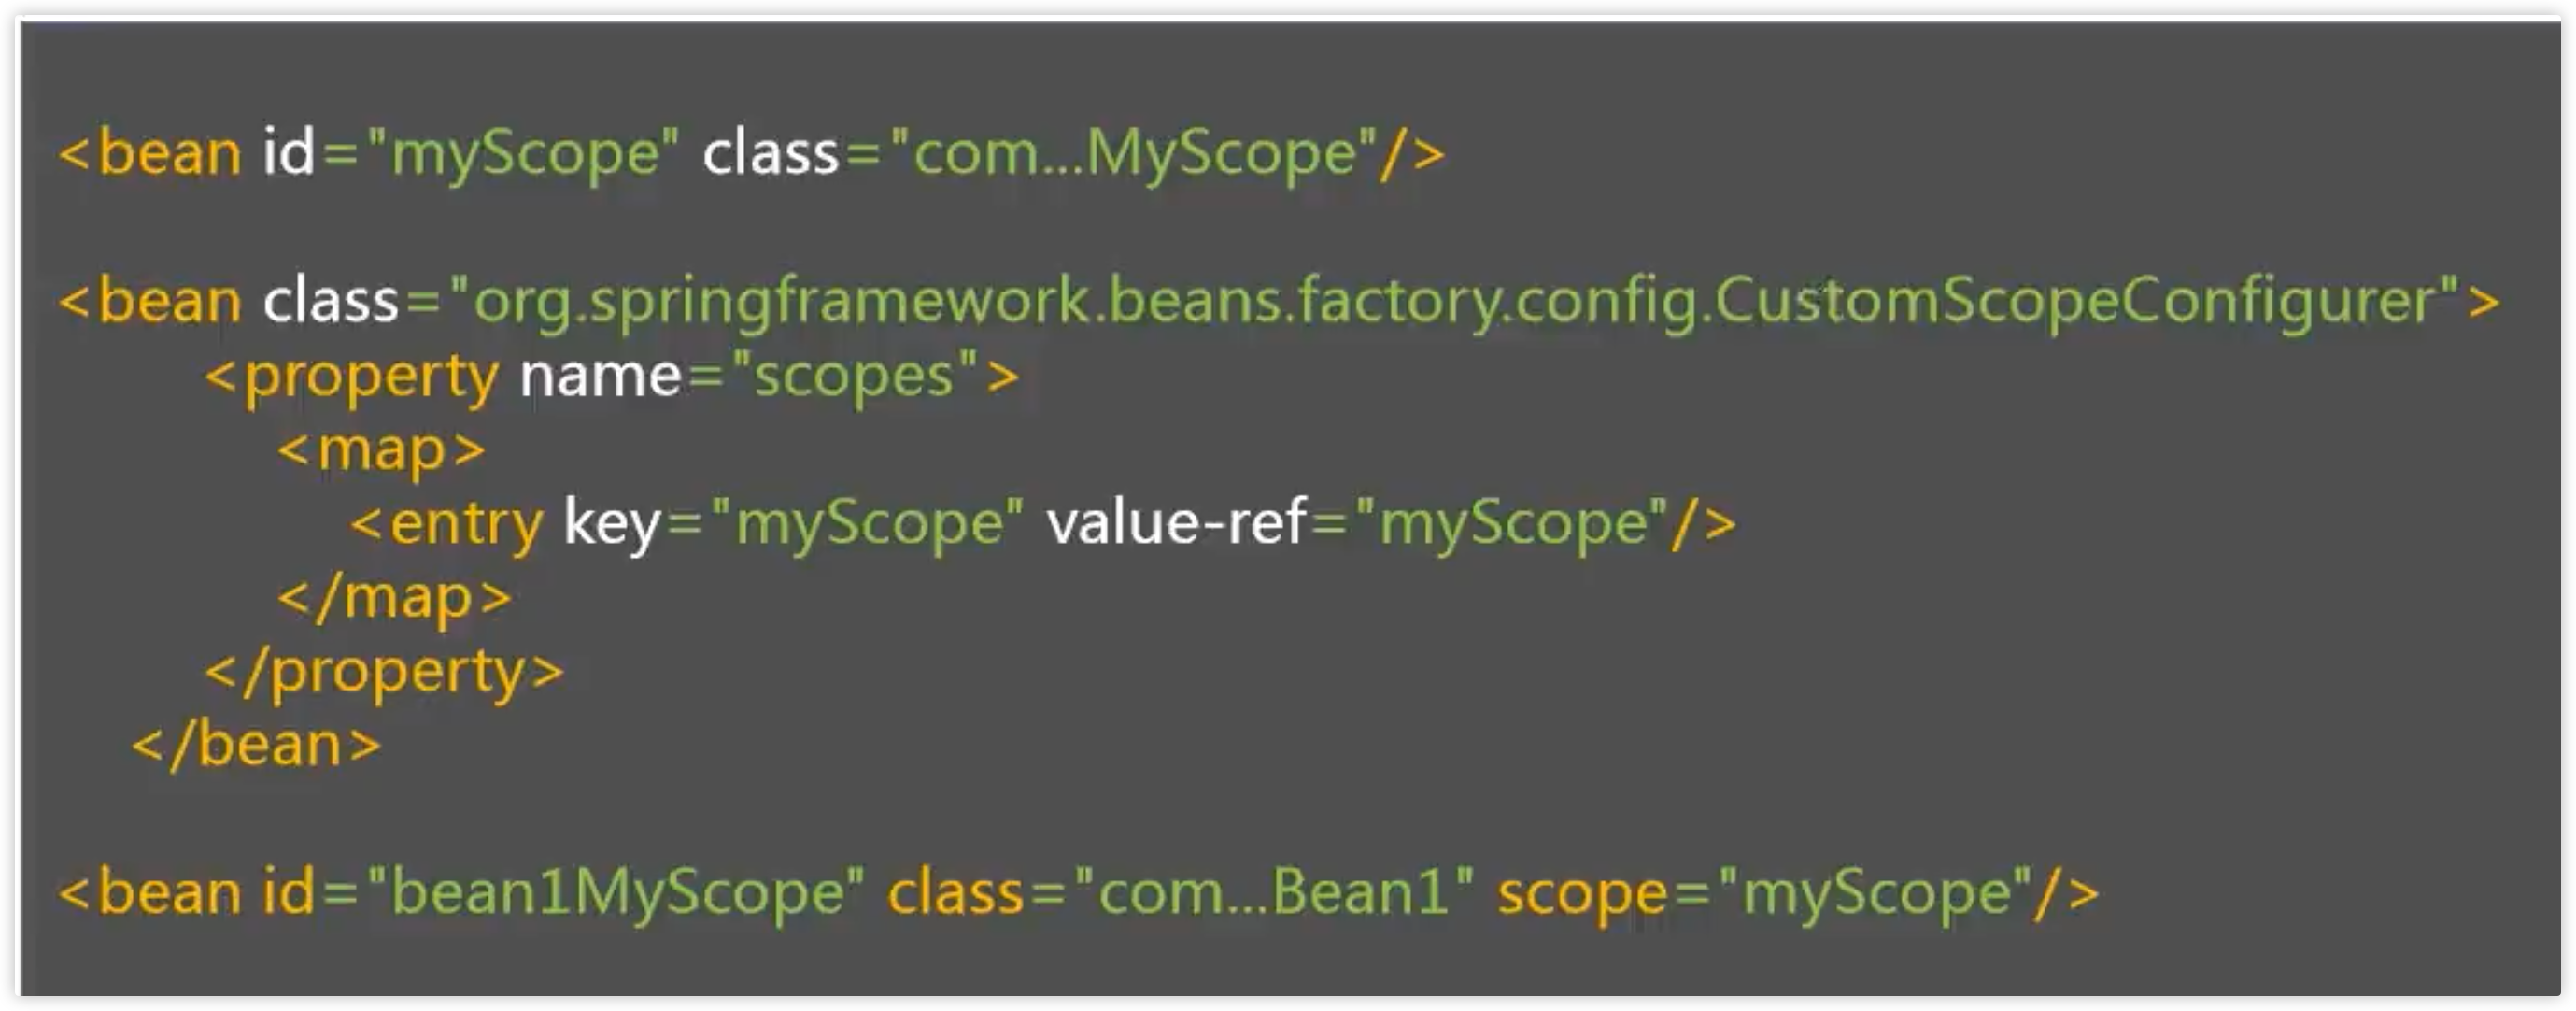 <bean id="myScope" class="com...MyScope"/>
<bean class="org.springframework.beans.factory.config.CustomScopeConfigurer">
<property name="scopes">
<map>
<entry key="myScope" value-ref="myScope"/>
</map>
</property>
</bean>
<bean id="bean1MyScope" class="com...Bean1" scope="myScope"/>